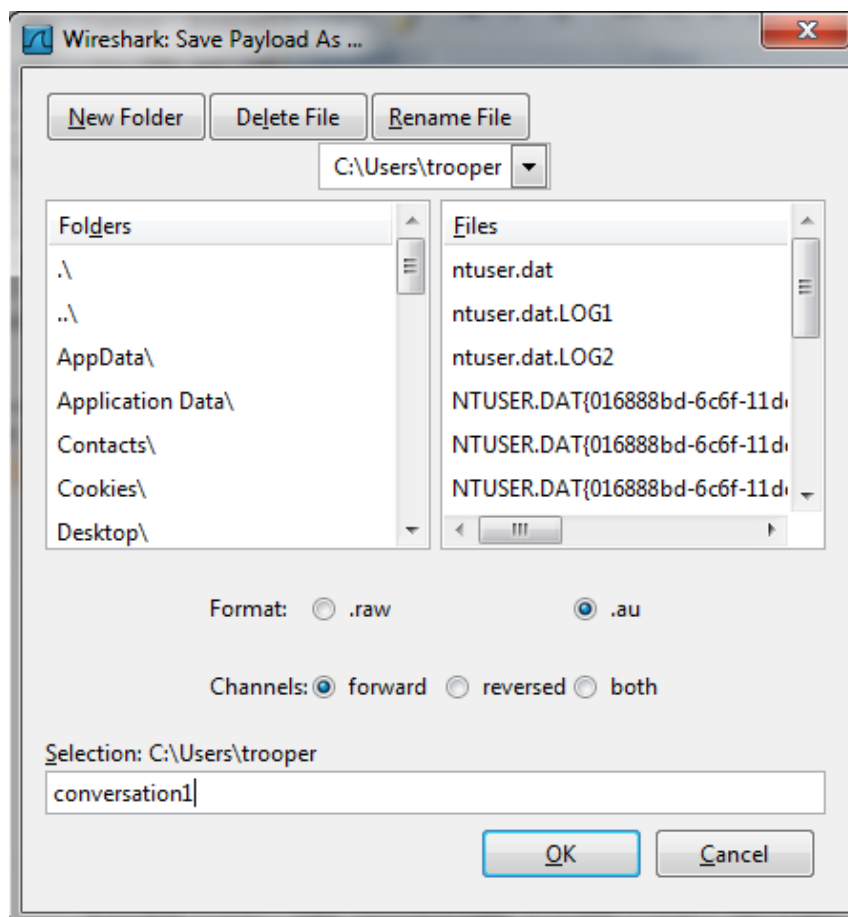 Wireshark: Save Payload As ...
New Folder Delete File Rename File
C:\Users\trooper
Folders
.\
..\
AppData\
Application Data\
Contacts\
Cookies\
Desktop\
Files
ntuser.dat
ntuser.dat.LOG1
ntuser.dat.LOG2
NTUSER.DAT{016888bd-6c6f-11d
NTUSER.DAT{016888bd-6c6f-11d
NTUSER.DAT{016888bd-6c6f-11d
Format: .raw .au
Channels: forward reversed both
Selection: C:\Users\trooper
conversation1
OK Cancel